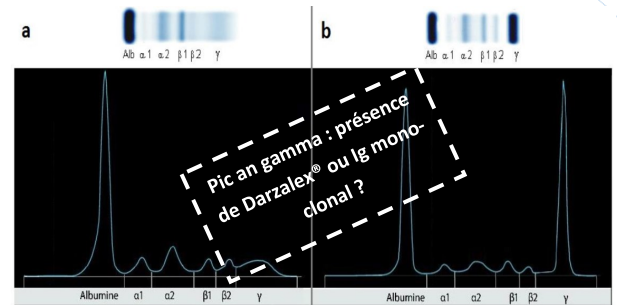 a
b
Alb α1 α2 β1 β2 γ
Alb α1 α2 β1 β2 γ
Pic an gamma : présence
de Darzalex® ou Ig mono-
clonal ?
Albumine α1 α2 β1 β2 γ
Albumine α1 α2 β1 β2 γ